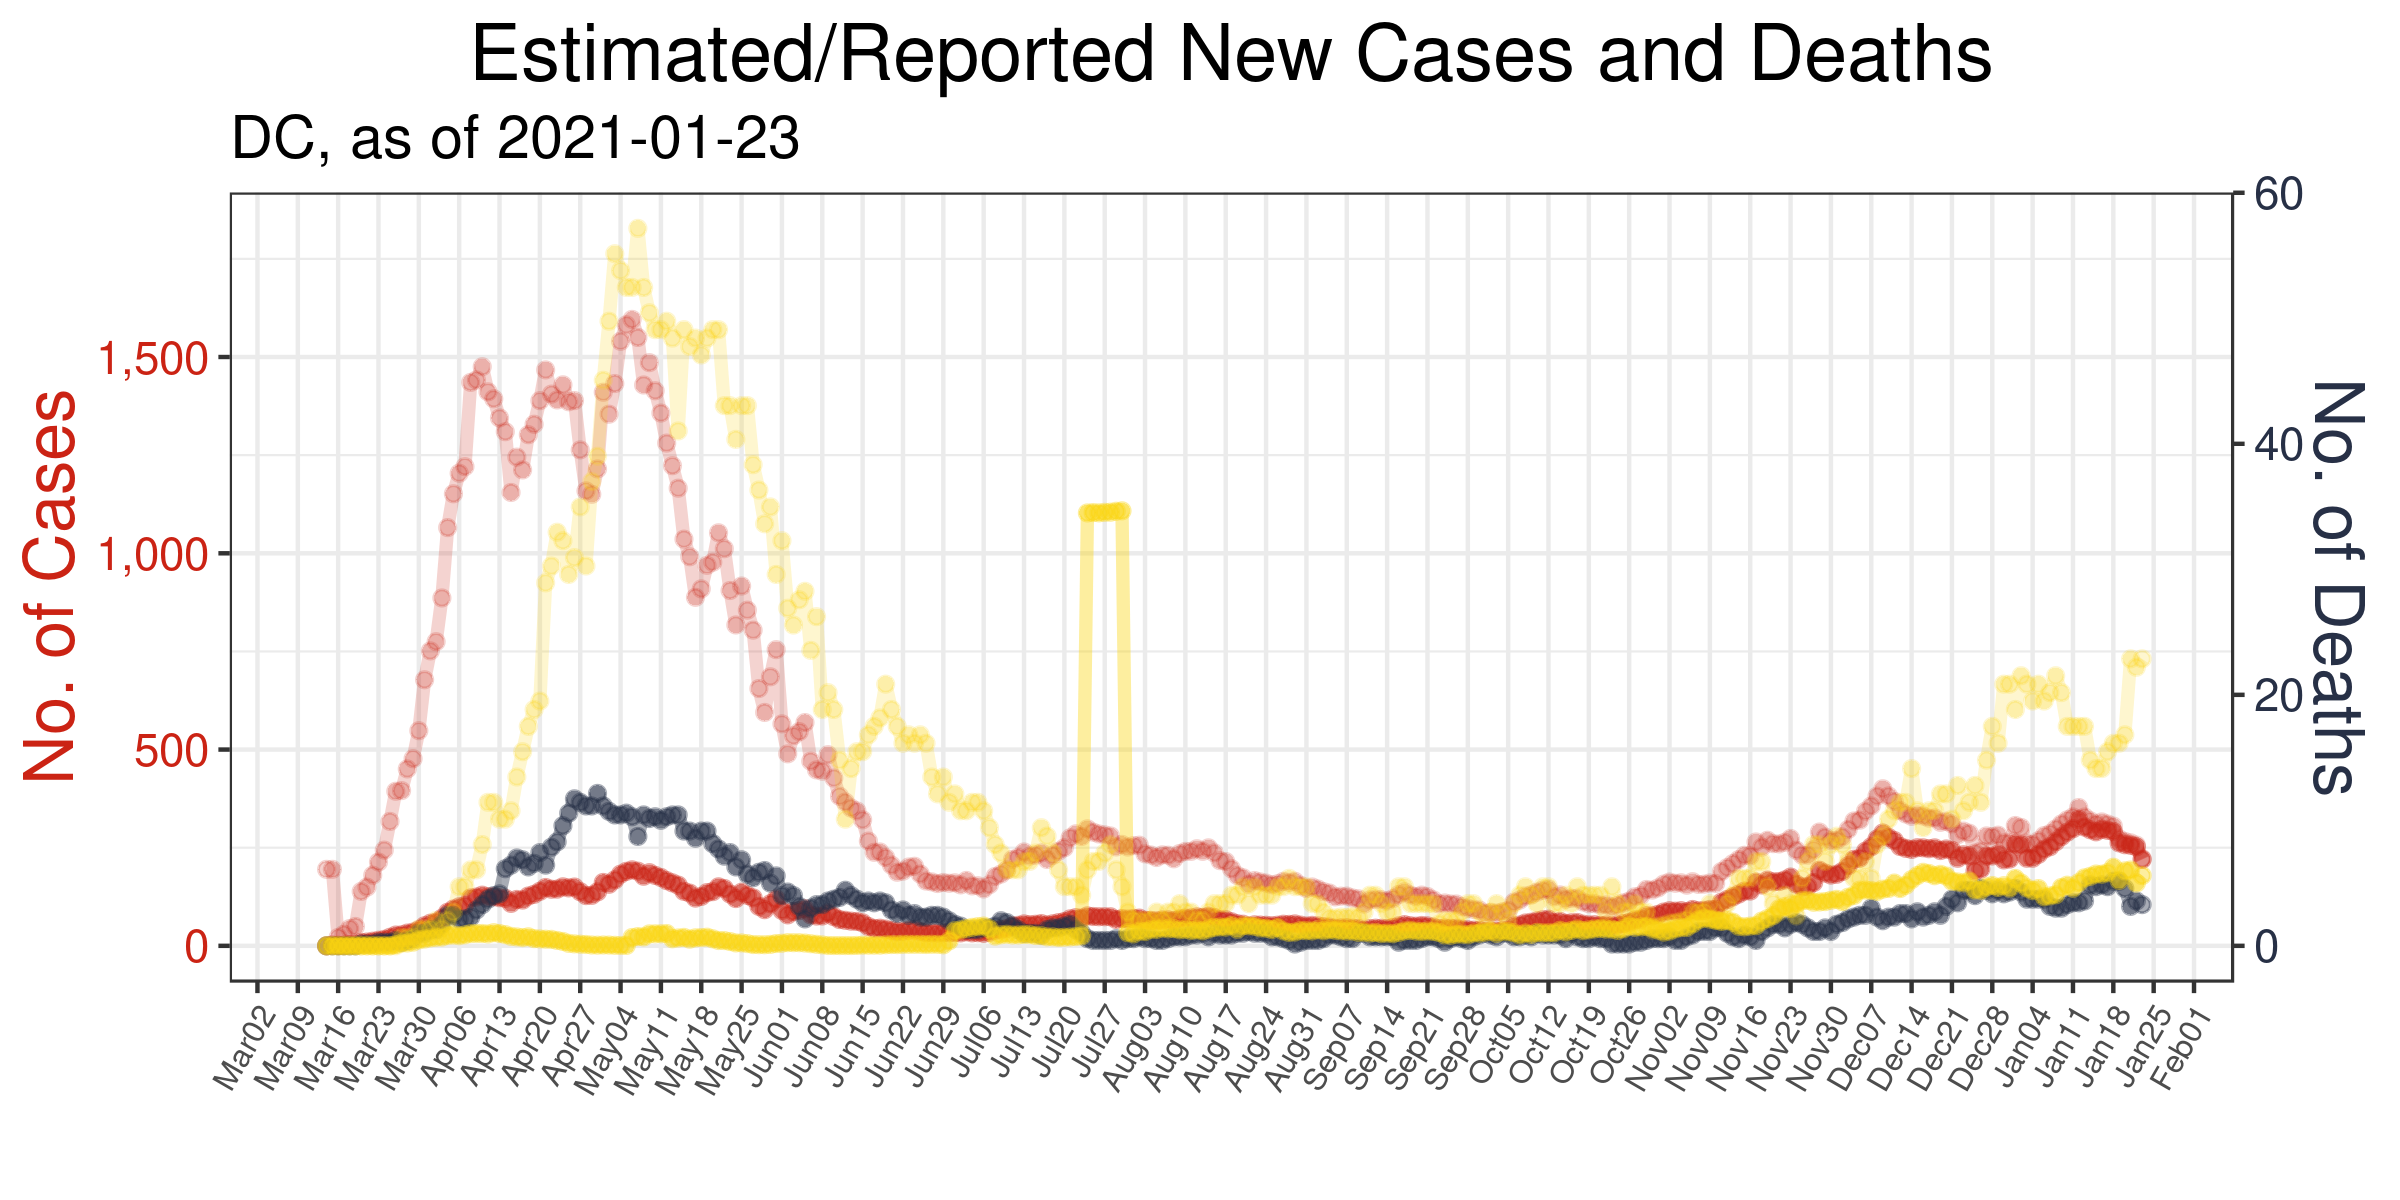 Estimated/Reported New Cases and Deaths
DC, as of 2021-01-23
No. of Cases
1,500
1,000
500
0
60
40
20
0
No. of Deaths
Mar02
Mar09
Mar16
Mar23
Mar30
Apr06
Apr13
Apr20
Apr27
May04
May11
May18
May25
Jun01
Jun08
Jun15
Jun22
Jun29
Jul06
Jul13
Jul20
Jul27
Aug03
Aug10
Aug17
Aug24
Aug31
Sep07
Sep14
Sep21
Sep28
Oct05
Oct12
Oct19
Oct26
Nov02
Nov09
Nov16
Nov23
Nov30
Dec07
Dec14
Dec21
Dec28
Jan04
Jan11
Jan18
Jan25
Feb01